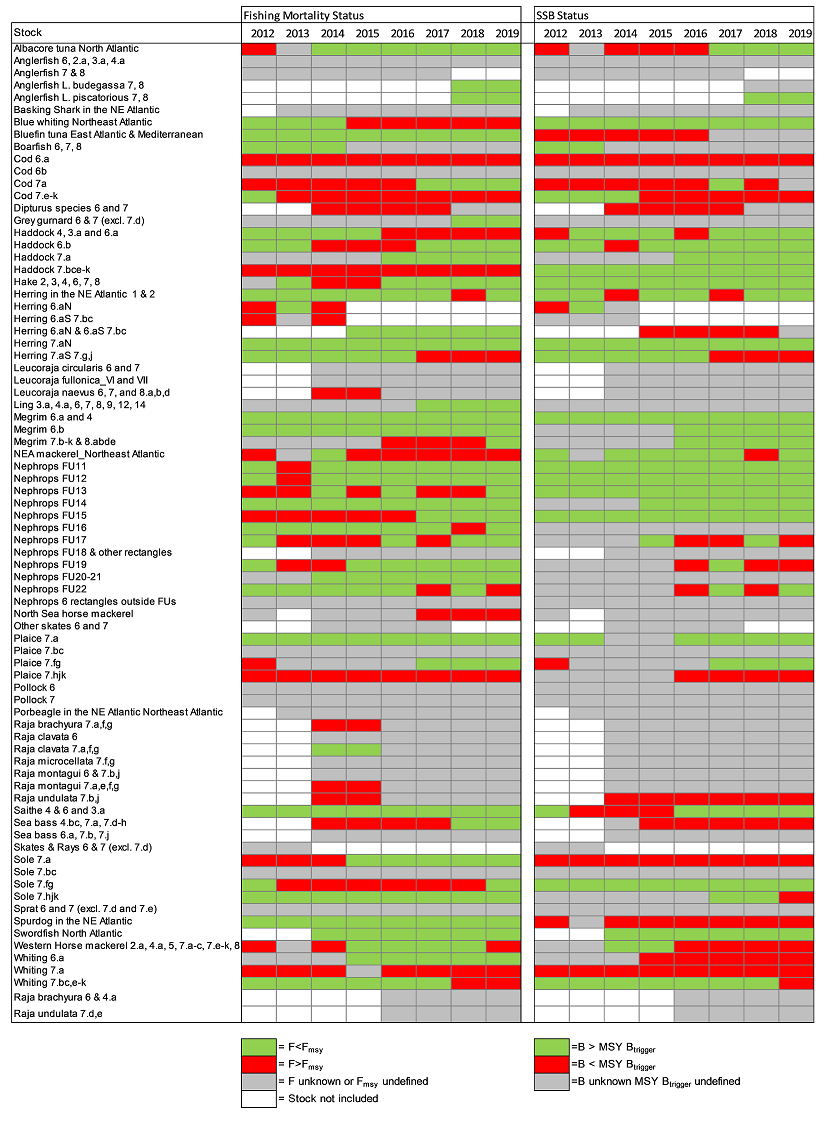 Fishing Mortality Status SSB Status
Stock 2012 2013 2014 2015 2016 2017 2018 2019 2012 2013 2014 2015 2016 2017 2018 2019
Albacore tuna North Atlantic
Anglerfish 6, 2.a, 3.a, 4.a
Anglerfish 7 & 8
Anglerfish L. budegassa 7, 8
Anglerfish L. piscatorious 7, 8
Basking Shark in the NE Atlantic
Blue whiting Northeast Atlantic
Bluefin tuna East Atlantic & Mediterranean
Boarfish 6, 7, 8
Cod 6.a
Cod 6b
Cod 7a
Cod 7.e-k
Dipturus species 6 and 7
Grey gurnard 6 & 7 (excl. 7.d)
Haddock 4, 3.a and 6.a
Haddock 6.b
Haddock 7.a
Haddock 7.bce-k
Hake 2, 3, 4, 6, 7, 8
Herring in the NE Atlantic 1 & 2
Herring 6.aN
Herring 6.aS 7.bc
Herring 6.aN & 6.aS 7.bc
Herring 7.aN
Herring 7.aS 7.g,j
Leucoraja circularis 6 and 7
Leucoraja fullonica_VI and VII
Leucoraja naevus 6, 7, and 8.a,b,d
Ling 3.a, 4.a, 6, 7, 8, 9, 12, 14
Megrim 6.a and 4
Megrim 6.b
Megrim 7.b-k & 8.abde
NEA mackerel_Northeast Atlantic
Nephrops FU11
Nephrops FU12
Nephrops FU13
Nephrops FU14
Nephrops FU15
Nephrops FU16
Nephrops FU17
Nephrops FU18 & other rectangles
Nephrops FU19
Nephrops FU20-21
Nephrops FU22
Nephrops 6 rectangles outside FUs
North Sea horse mackerel
Other skates 6 and 7
Plaice 7.a
Plaice 7.bc
Plaice 7.fg
Plaice 7.hjk
Pollock 6
Pollock 7
Porbeagle in the NE Atlantic Northeast Atlantic
Raja brachyura 7.a,f,g
Raja clavata 6
Raja clavata 7.a,f,g
Raja microcellata 7.f,g
Raja montagui 6 & 7.b,j
Raja montagui 7.a,e,f,g
Raja undulata 7.b,j
Saithe 4 & 6 and 3.a
Sea bass 4.bc, 7.a, 7.d-h
Sea bass 6.a, 7.b, 7.j
Skates & Rays 6 & 7 (excl. 7.d)
Sole 7.a
Sole 7.bc
Sole 7.fg
Sole 7.hjk
Sprat 6 and 7 (excl. 7.d and 7.e)
Spurdog in the NE Atlantic
Swordfish North Atlantic
Western Horse mackerel 2.a, 4.a, 5, 7.a-c, 7.e-k, 8
Whiting 6.a
Whiting 7.a
Whiting 7.bc,e-k
Raja brachyura 6 & 4.a
Raja undulata 7.d,e
= F<Fmsy =B > MSY Btrigger
= F>Fmsy =B < MSY Btrigger
= F unknown or Fmsy undefined =B unknown MSY Btrigger undefined
= Stock not included